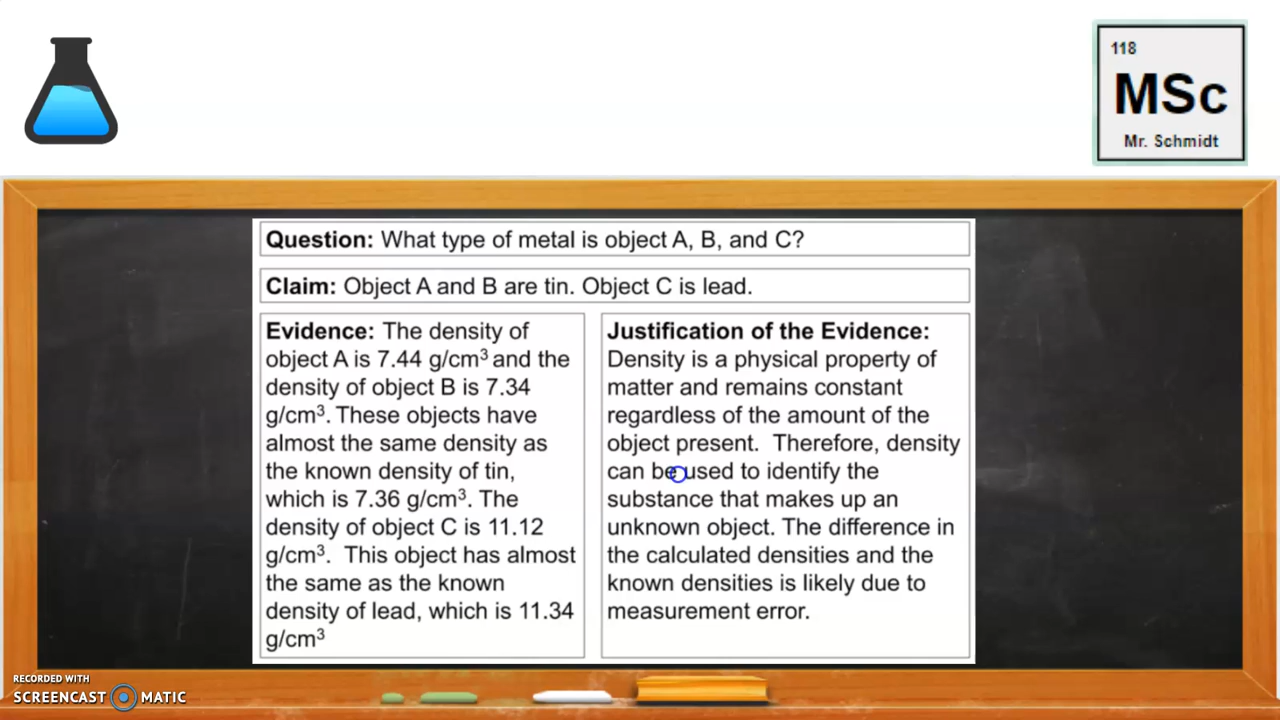 118
MSc
Mr. Schmidt
Question: What type of metal is object A, B, and C?
Claim: Object A and B are tin. Object C is lead.
Evidence: The density of
object A is 7.44 g/cm³ and the
density of object B is 7.34
g/cm³. These objects have
almost the same density as
the known density of tin,
which is 7.36 g/cm³. The
density of object C is 11.12
g/cm³. This object has almost
the same as the known
density of lead, which is 11.34
g/cm³
Justification of the Evidence:
Density is a physical property of
matter and remains constant
regardless of the amount of the
object present. Therefore, density
can be used to identify the
substance that makes up an
unknown object. The difference in
the calculated densities and the
known densities is likely due to
measurement error.
RECORDED WITH
SCREENCAST MATIC